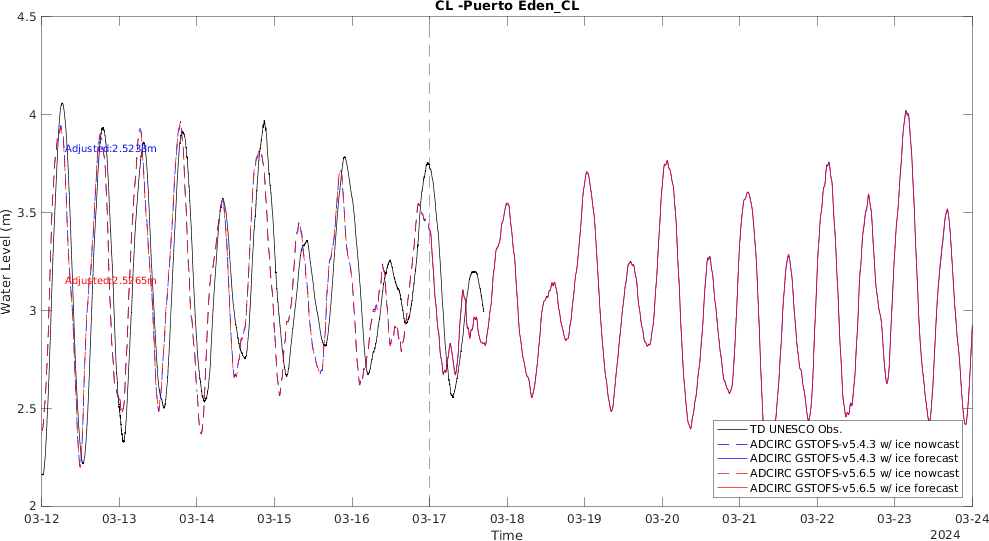 CL -Puerto Eden_CL
4.5
4
3.5
3
2.5
2
Water Level (m)
Adjusted:2.5265m
TD UNESCO Obs.
ADCIRC GSTOFS-v5.4.3 w/ ice nowcast
ADCIRC GSTOFS-v5.4.3 w/ ice forecast
ADCIRC GSTOFS-v5.6.5 w/ ice nowcast
ADCIRC GSTOFS-v5.6.5 w/ ice forecast
03-12 03-13 03-14 03-15 03-16 03-17 03-18 03-19 03-20 03-21 03-22 03-23 03-24
Time
2024